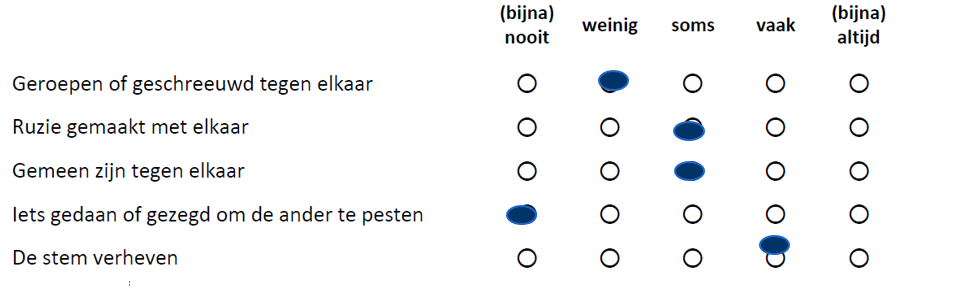 (bijna) nooit weinig soms vaak (bijna) altijd
Geroepen of geschreeuwd tegen elkaar
Ruzie gemaakt met elkaar
Gemeen zijn tegen elkaar
Iets gedaan of gezegd om de ander te pesten
De stem verheven